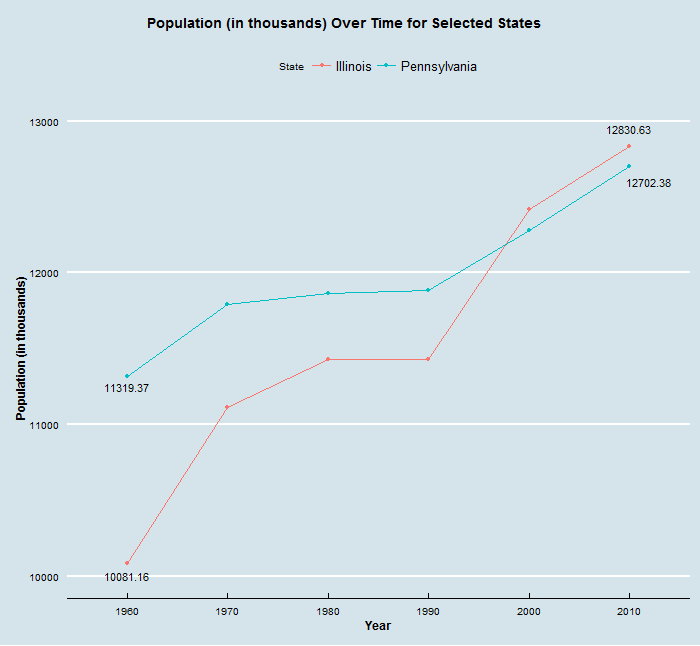 Population (in thousands) Over Time for Selected States
State Illinois Pennsylvania
13000
12830.63
12702.38
12000
Population (in thousands)
11319.37
11000
10000
10081.16
1960 1970 1980 1990 2000 2010
Year